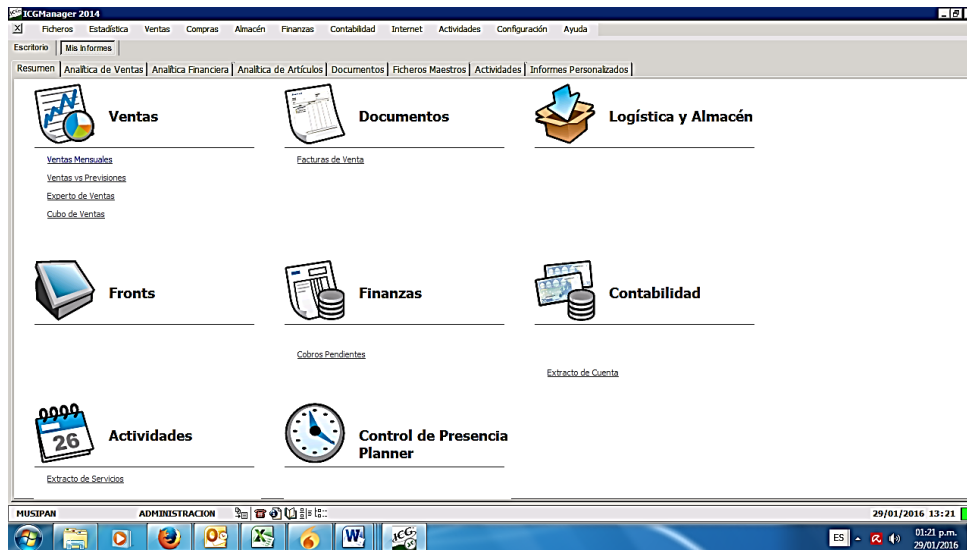 ICGManager 2014
X Ficheros Estadística Ventas Compras Almacén Finanzas Contabilidad Internet Actividades Configuración Ayuda
Escritorio Mis Informes
Resumen Analítica de Ventas Analítica Financiera Analítica de Artículos Documentos Ficheros Maestros Actividades Informes Personalizados
Ventas Documentos Logística y Almacén
Ventas Mensuales Facturas de Venta
Ventas vs Previsiones
Experto de Ventas
Cubo de Ventas
Fronts Finanzas Contabilidad
Cobros Pendientes
Extracto de Cuenta
26
Actividades Control de Presencia
Planner
Extracto de Servicios
MUSIPAN ADMINISTRACION 29/01/2016 13:21
ES 01:21 p.m.
29/01/2016